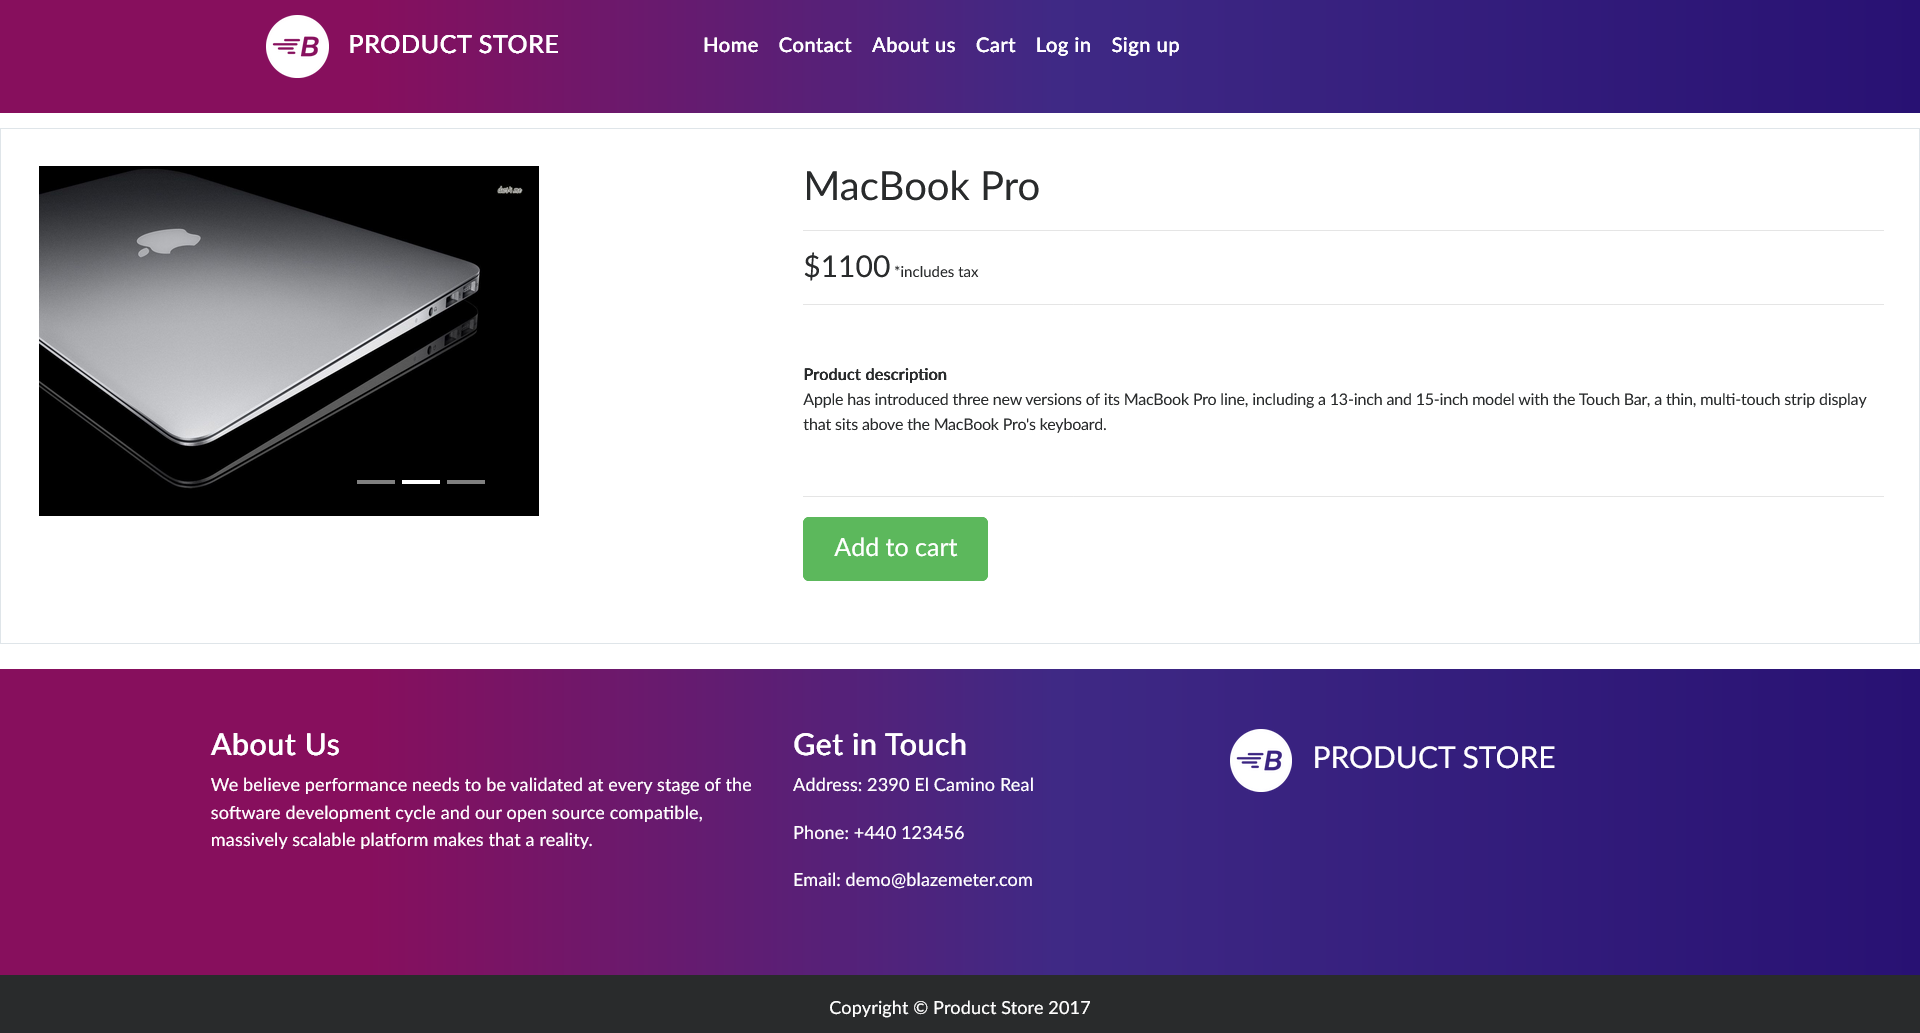 B PRODUCT STORE
Home Contact About us Cart Log in Sign up
MacBook Pro
$1100 *includes tax
Product description
Apple has introduced three new versions of its MacBook Pro line, including a 13-inch and 15-inch model with the Touch Bar, a thin, multi-touch strip display
that sits above the MacBook Pro's keyboard.
Add to cart
About Us
We believe performance needs to be validated at every stage of the
software development cycle and our open source compatible,
massively scalable platform makes that a reality.
Get in Touch
Address: 2390 El Camino Real
Phone: +440 123456
Email: demo@blazemeter.com
B PRODUCT STORE
Copyright © Product Store 2017